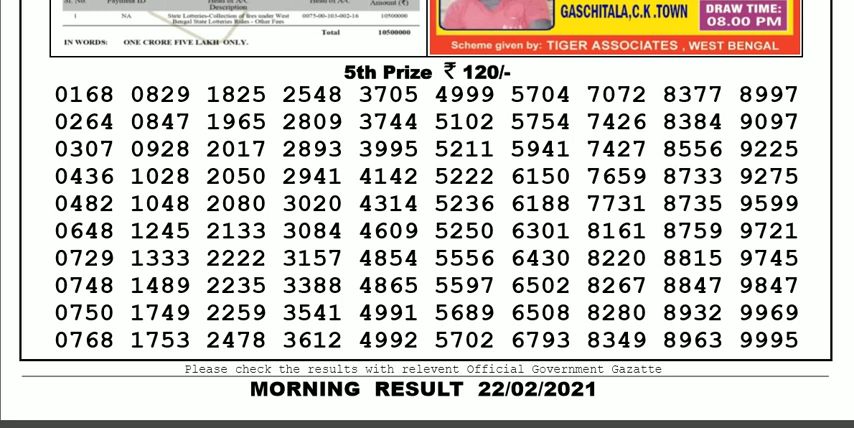 Sl. No. Payment ID Heads of A/C Description Heads of A/C Amount (₹)
1 NA State Lotteries-Collection of fees under West Bengal State Lotteries Rules - Other Fees 0075-00-103-002-16 10500000
Total 10500000
IN WORDS: ONE CRORE FIVE LAKH ONLY.
GASCHITALA,C.K .TOWN
DRAW TIME:
08.00 PM
Scheme given by: TIGER ASSOCIATES , WEST BENGAL
5th Prize ₹ 120/-
0168 0829 1825 2548 3705 4999 5704 7072 8377 8997
0264 0847 1965 2809 3744 5102 5754 7426 8384 9097
0307 0928 2017 2893 3995 5211 5941 7427 8556 9225
0436 1028 2050 2941 4142 5222 6150 7659 8733 9275
0482 1048 2080 3020 4314 5236 6188 7731 8735 9599
0648 1245 2133 3084 4609 5250 6301 8161 8759 9721
0729 1333 2222 3157 4854 5556 6430 8220 8815 9745
0748 1489 2235 3388 4865 5597 6502 8267 8847 9847
0750 1749 2259 3541 4991 5689 6508 8280 8932 9969
0768 1753 2478 3612 4992 5702 6793 8349 8963 9995
Please check the results with relevent Official Government Gazatte
MORNING RESULT 22/02/2021